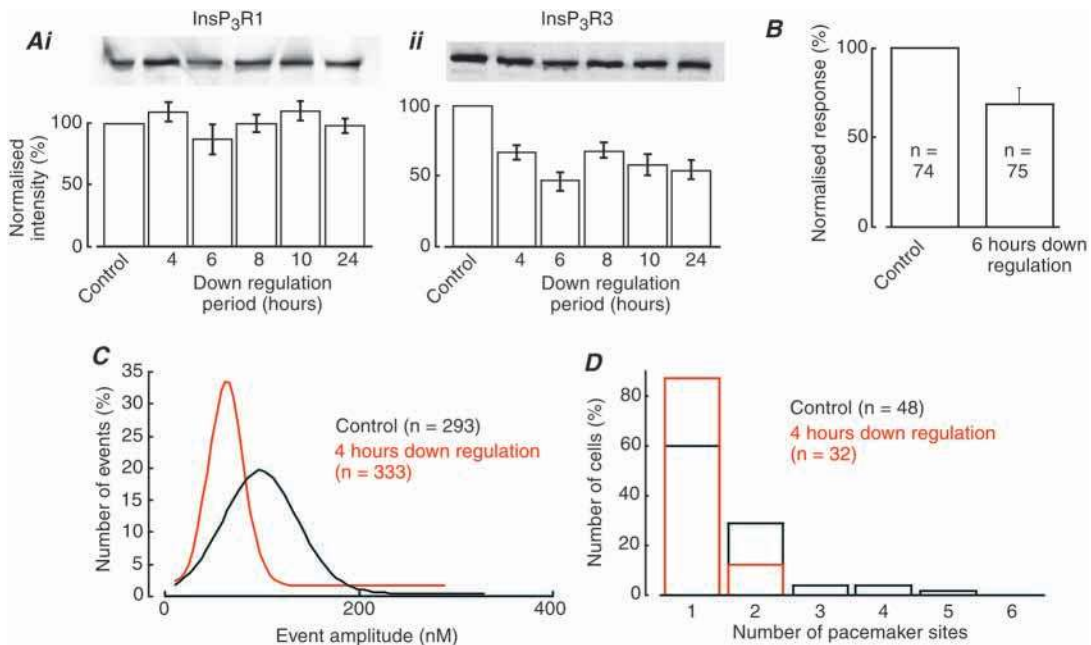 InsP3R1
InsP3R3
Ai
ii
B
Normalised
intensity (%)
100
50
0
Control
4
6
8
10
24
Down regulation
period (hours)
100
50
0
Control
4
6
8
10
24
Down regulation
period (hours)
Normalised response (%)
100
50
0
n =
74
n =
75
Control
6 hours down
regulation
C
Number of events (%)
35
30
25
20
15
10
5
0
0
200
400
Event amplitude (nM)
Control (n = 293)
4 hours down regulation
(n = 333)
D
Number of cells (%)
80
60
40
20
0
1
2
3
4
5
6
Number of pacemaker sites
Control (n = 48)
4 hours down regulation
(n = 32)